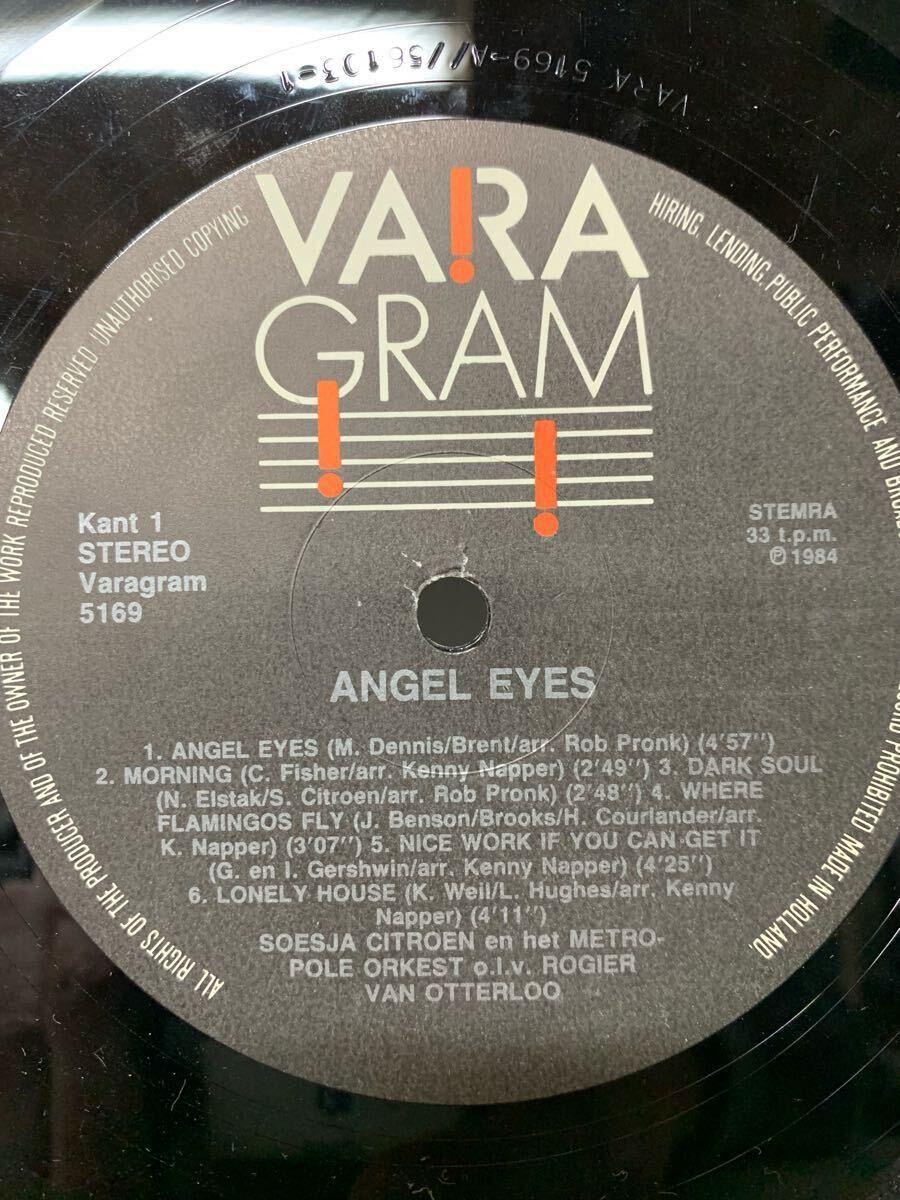 VARA 5169-A//56103-1
VARA
GRAM
Kant 1
STEREO
Varagram
5169
STEMRA
33 t.p.m.
℗ 1984
ANGEL EYES
1. ANGEL EYES (M. Dennis/Brent/arr. Rob Pronk) (4'57")
2. MORNING (C. Fisher/arr. Kenny Napper) (2'49") 3. DARK SOUL
(N. Elstak/S. Citroen/arr. Rob Pronk) (2'48") 4. WHERE
FLAMINGOS FLY (J. Benson/Brooks/H. Courlander/arr.
K. Napper) (3'07") 5. NICE WORK IF YOU CAN GET IT
(G. en I. Gershwin/arr. Kenny Napper) (4'25")
6. LONELY HOUSE (K. Weil/L. Hughes/arr. Kenny
Napper) (4'11")
SOESJA CITROEN en het METRO-
POLE ORKEST o.l.v. ROGIER
VAN OTTERLOO
ALL RIGHTS OF THE PRODUCER AND OF THE OWNER OF THE WORK REPRODUCED RESERVED UNAUTHORISED COPYING HIRING, LENDING, PUBLIC PERFORMANCE AND PROHIBITED MADE IN HOLLAND.